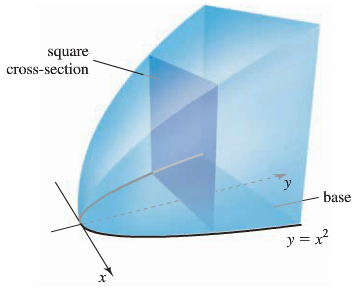 square
cross-section
y
base
y = x²
x